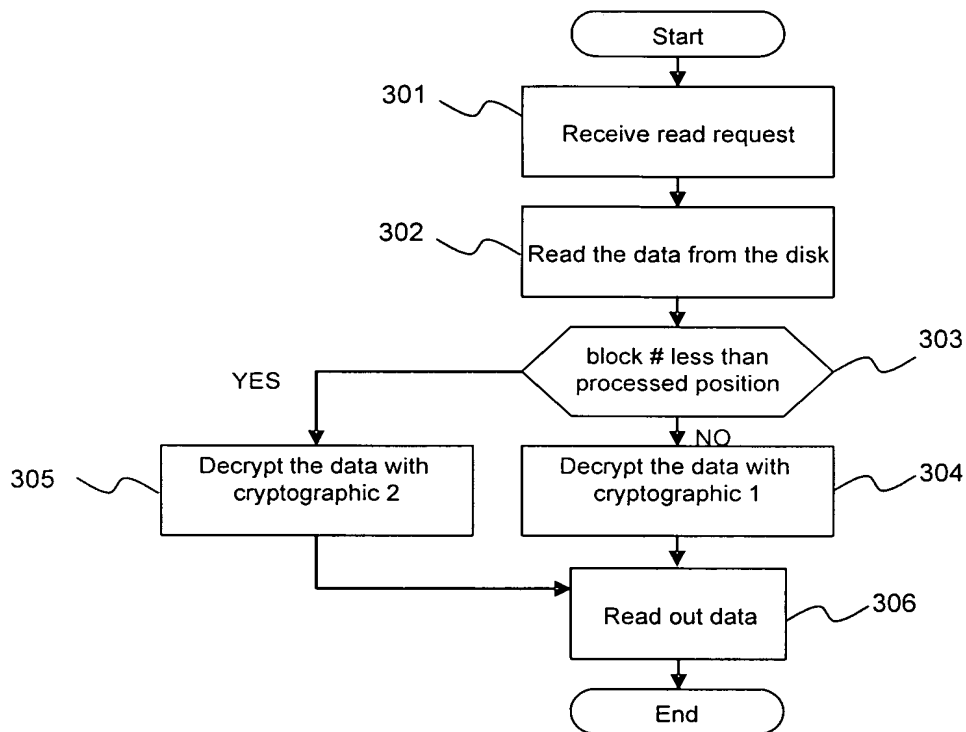 Start
301
Receive read request
302
Read the data from the disk
303
block # less than
processed position
YES
NO
305
Decrypt the data with
cryptographic 2
Decrypt the data with
cryptographic 1
304
Read out data
306
End